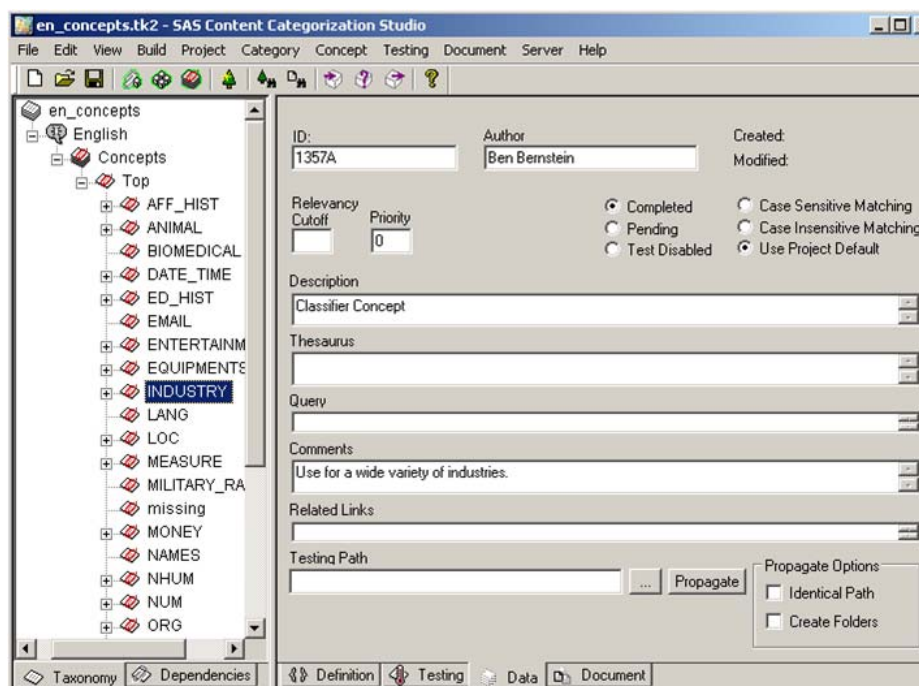 en_concepts.tk2 - SAS Content Categorization Studio
File Edit View Build Project Category Concept Testing Document Server Help
en_concepts
English
Concepts
Top
AFF_HIST
ANIMAL
BIOMEDICAL
DATE_TIME
ED_HIST
EMAIL
ENTERTAINM
EQUIPMENTS
INDUSTRY
LANG
LOC
MEASURE
MILITARY_RA
missing
MONEY
NAMES
NHUM
NUM
ORG
Taxonomy Dependencies
ID: Author Created:
1357A Ben Bernstein Modified:
Relevancy
Cutoff Priority
0
Completed Case Sensitive Matching
Pending Case Insensitive Matching
Test Disabled Use Project Default
Description
Classifier Concept
Thesaurus
Query
Comments
Use for a wide variety of industries.
Related Links
Testing Path
... Propagate
Propagate Options
Identical Path
Create Folders
Definition Testing Data Document